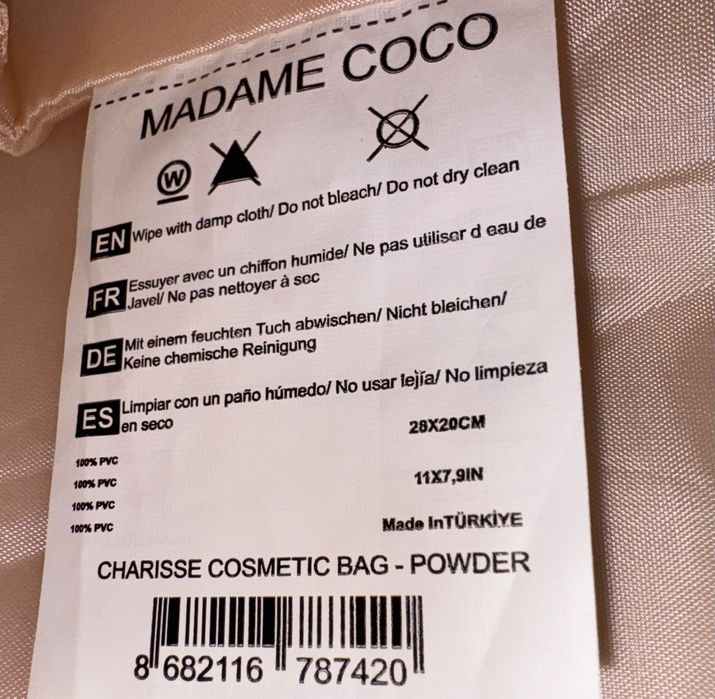 MADAME COCO
W
EN Wipe with damp cloth/ Do not bleach/ Do not dry clean
FR Essuyer avec un chiffon humide/ Ne pas utiliser d eau de
Javel/ Ne pas nettoyer à sec
DE Mit einem feuchten Tuch abwischen/ Nicht bleichen/
Keine chemische Reinigung
ES Limpiar con un paño húmedo/ No usar lejía/ No limpieza
en seco
28X20CM
100% PVC
100% PVC
11X7,9IN
100% PVC
100% PVC
Made InTÜRKİYE
CHARISSE COSMETIC BAG - POWDER
8 682116 787420